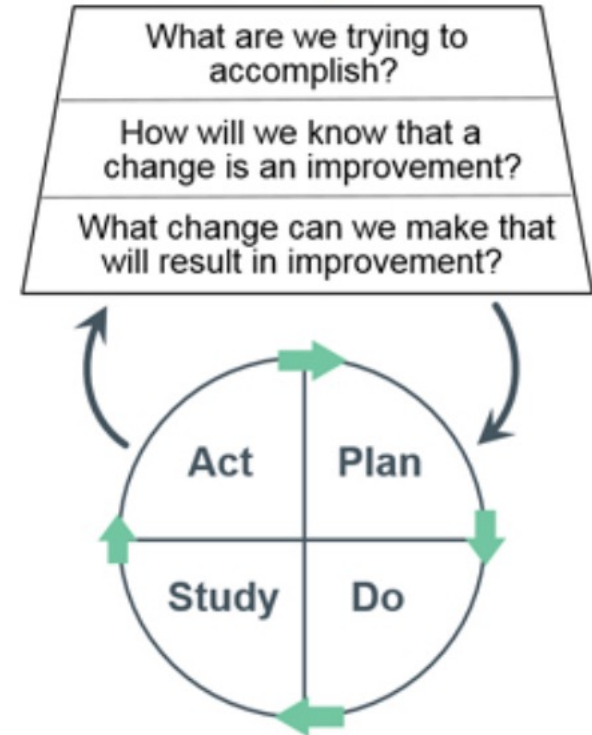 What are we trying to
accomplish?
How will we know that a
change is an improvement?
What change can we make that
will result in improvement?
Act
Plan
Study
Do